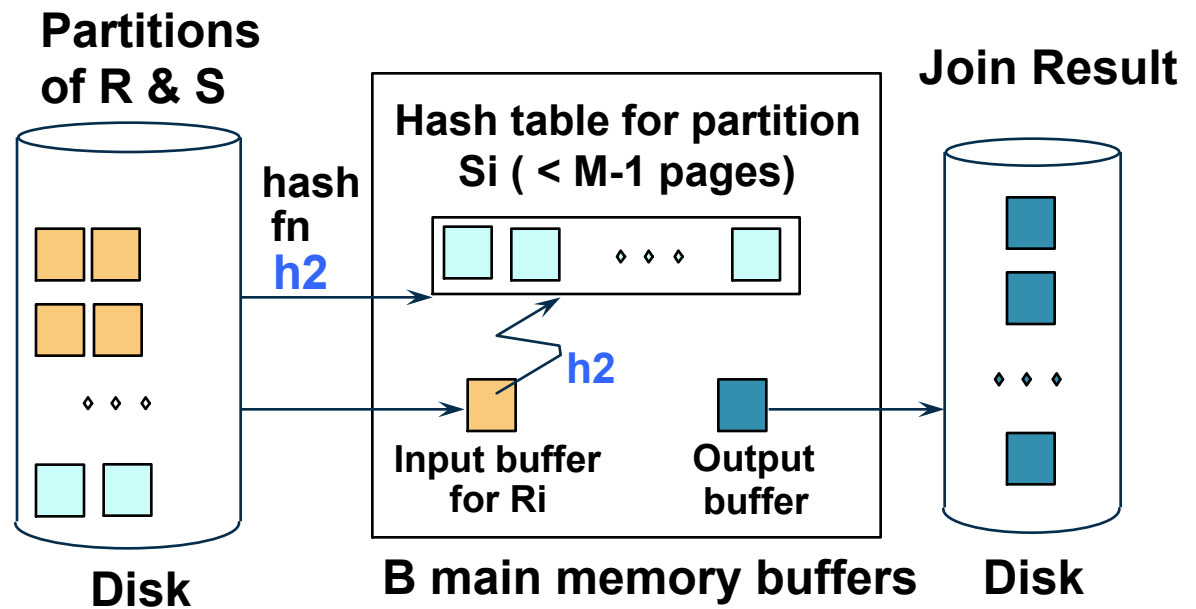 Partitions
of R & S
hash
fn
h2
Hash table for partition
Si ( < M-1 pages)
h2
Input buffer
for Ri
Output
buffer
Join Result
Disk
B main memory buffers
Disk